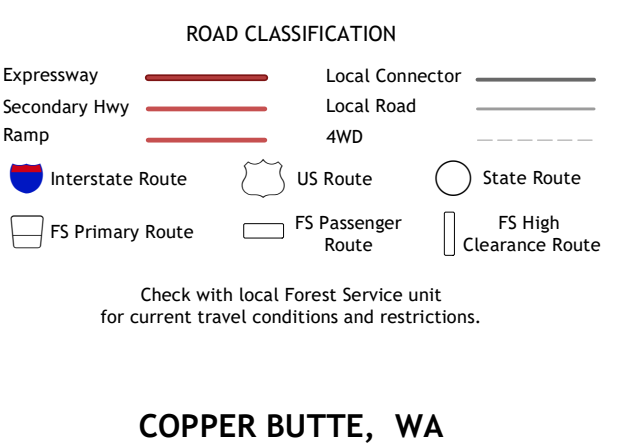 ROAD CLASSIFICATION
Expressway
Local Connector
Secondary Hwy
Local Road
Ramp
4WD
Interstate Route
US Route
State Route
FS Primary Route
FS Passenger
Route
FS High
Clearance Route
Check with local Forest Service unit
for current travel conditions and restrictions.
COPPER BUTTE, WA